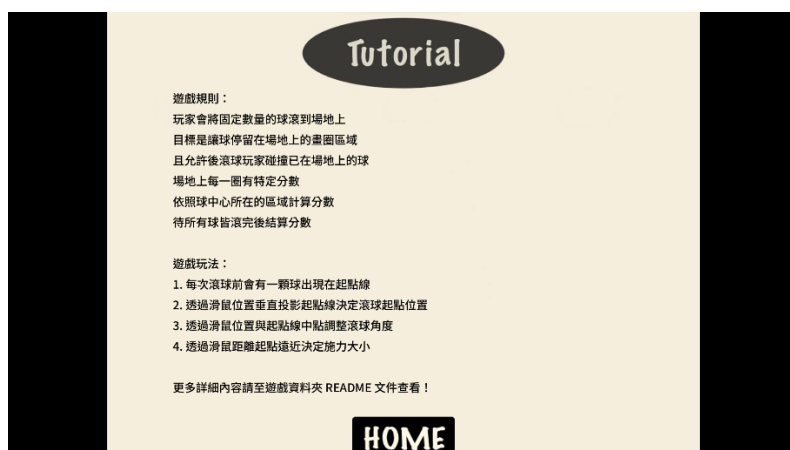 Tutorial
遊戲規則：
玩家會將固定數量的球滾到場地上
目標是讓球停留在場地上的畫圈區域
且允許後滾球玩家碰撞已在場地上的球
場地上每一圈有特定分數
依照球中心所在的區域計算分數
待所有球皆滾完後結算分數
遊戲玩法：
1. 每次滾球前會有一顆球出現在起點線
2. 透過滑鼠位置垂直投影起點線決定滾球起點位置
3. 透過滑鼠位置與起點線中點調整滾球角度
4. 透過滑鼠距離起點遠近決定施力大小
更多詳細內容請至遊戲資料夾 README 文件查看！
HOME